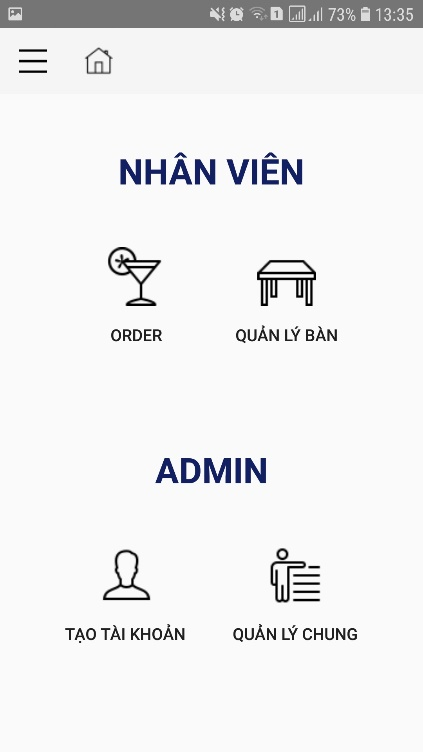 73% 13:35
NHÂN VIÊN
ORDER QUẢN LÝ BÀN
ADMIN
TẠO TÀI KHOẢN QUẢN LÝ CHUNG